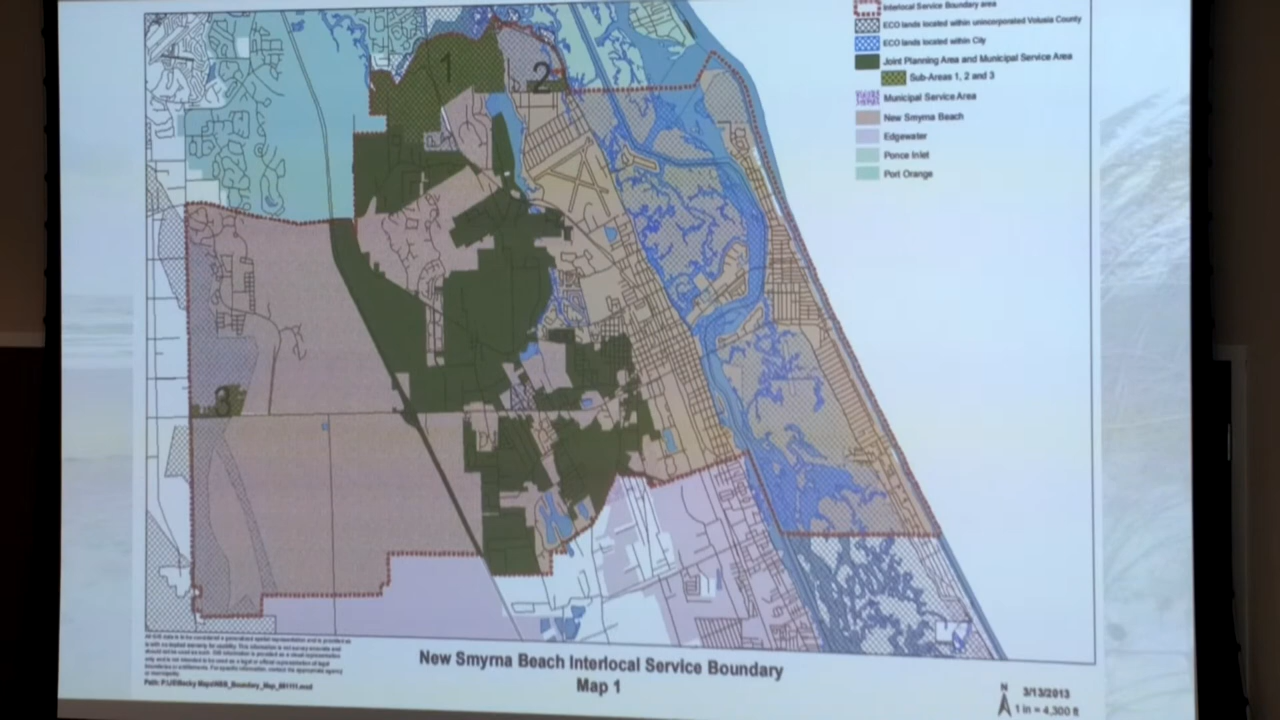 Interlocal Service Boundary area
ECO lands located within unincorporated Volusia County
ECO lands located within City
Joint Planning Area and Municipal Service Area
Sub-Areas 1, 2 and 3
Municipal Service Area
New Smyrna Beach
Edgewater
Ponce Inlet
Port Orange
1
2
3
New Smyrna Beach Interlocal Service Boundary
Map 1
N
3/13/2013
1 in = 4,300 ft